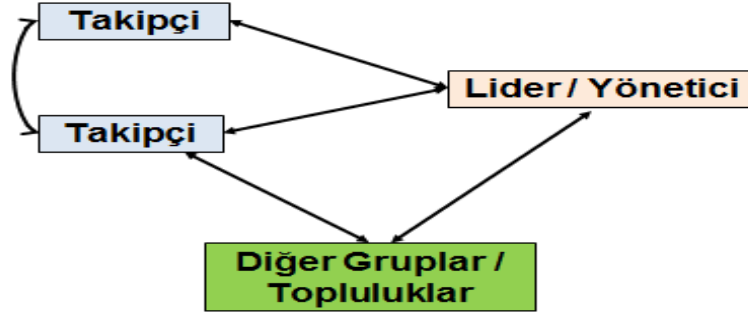 Takipçi
Lider / Yönetici
Takipçi
Diğer Gruplar /
Topluluklar